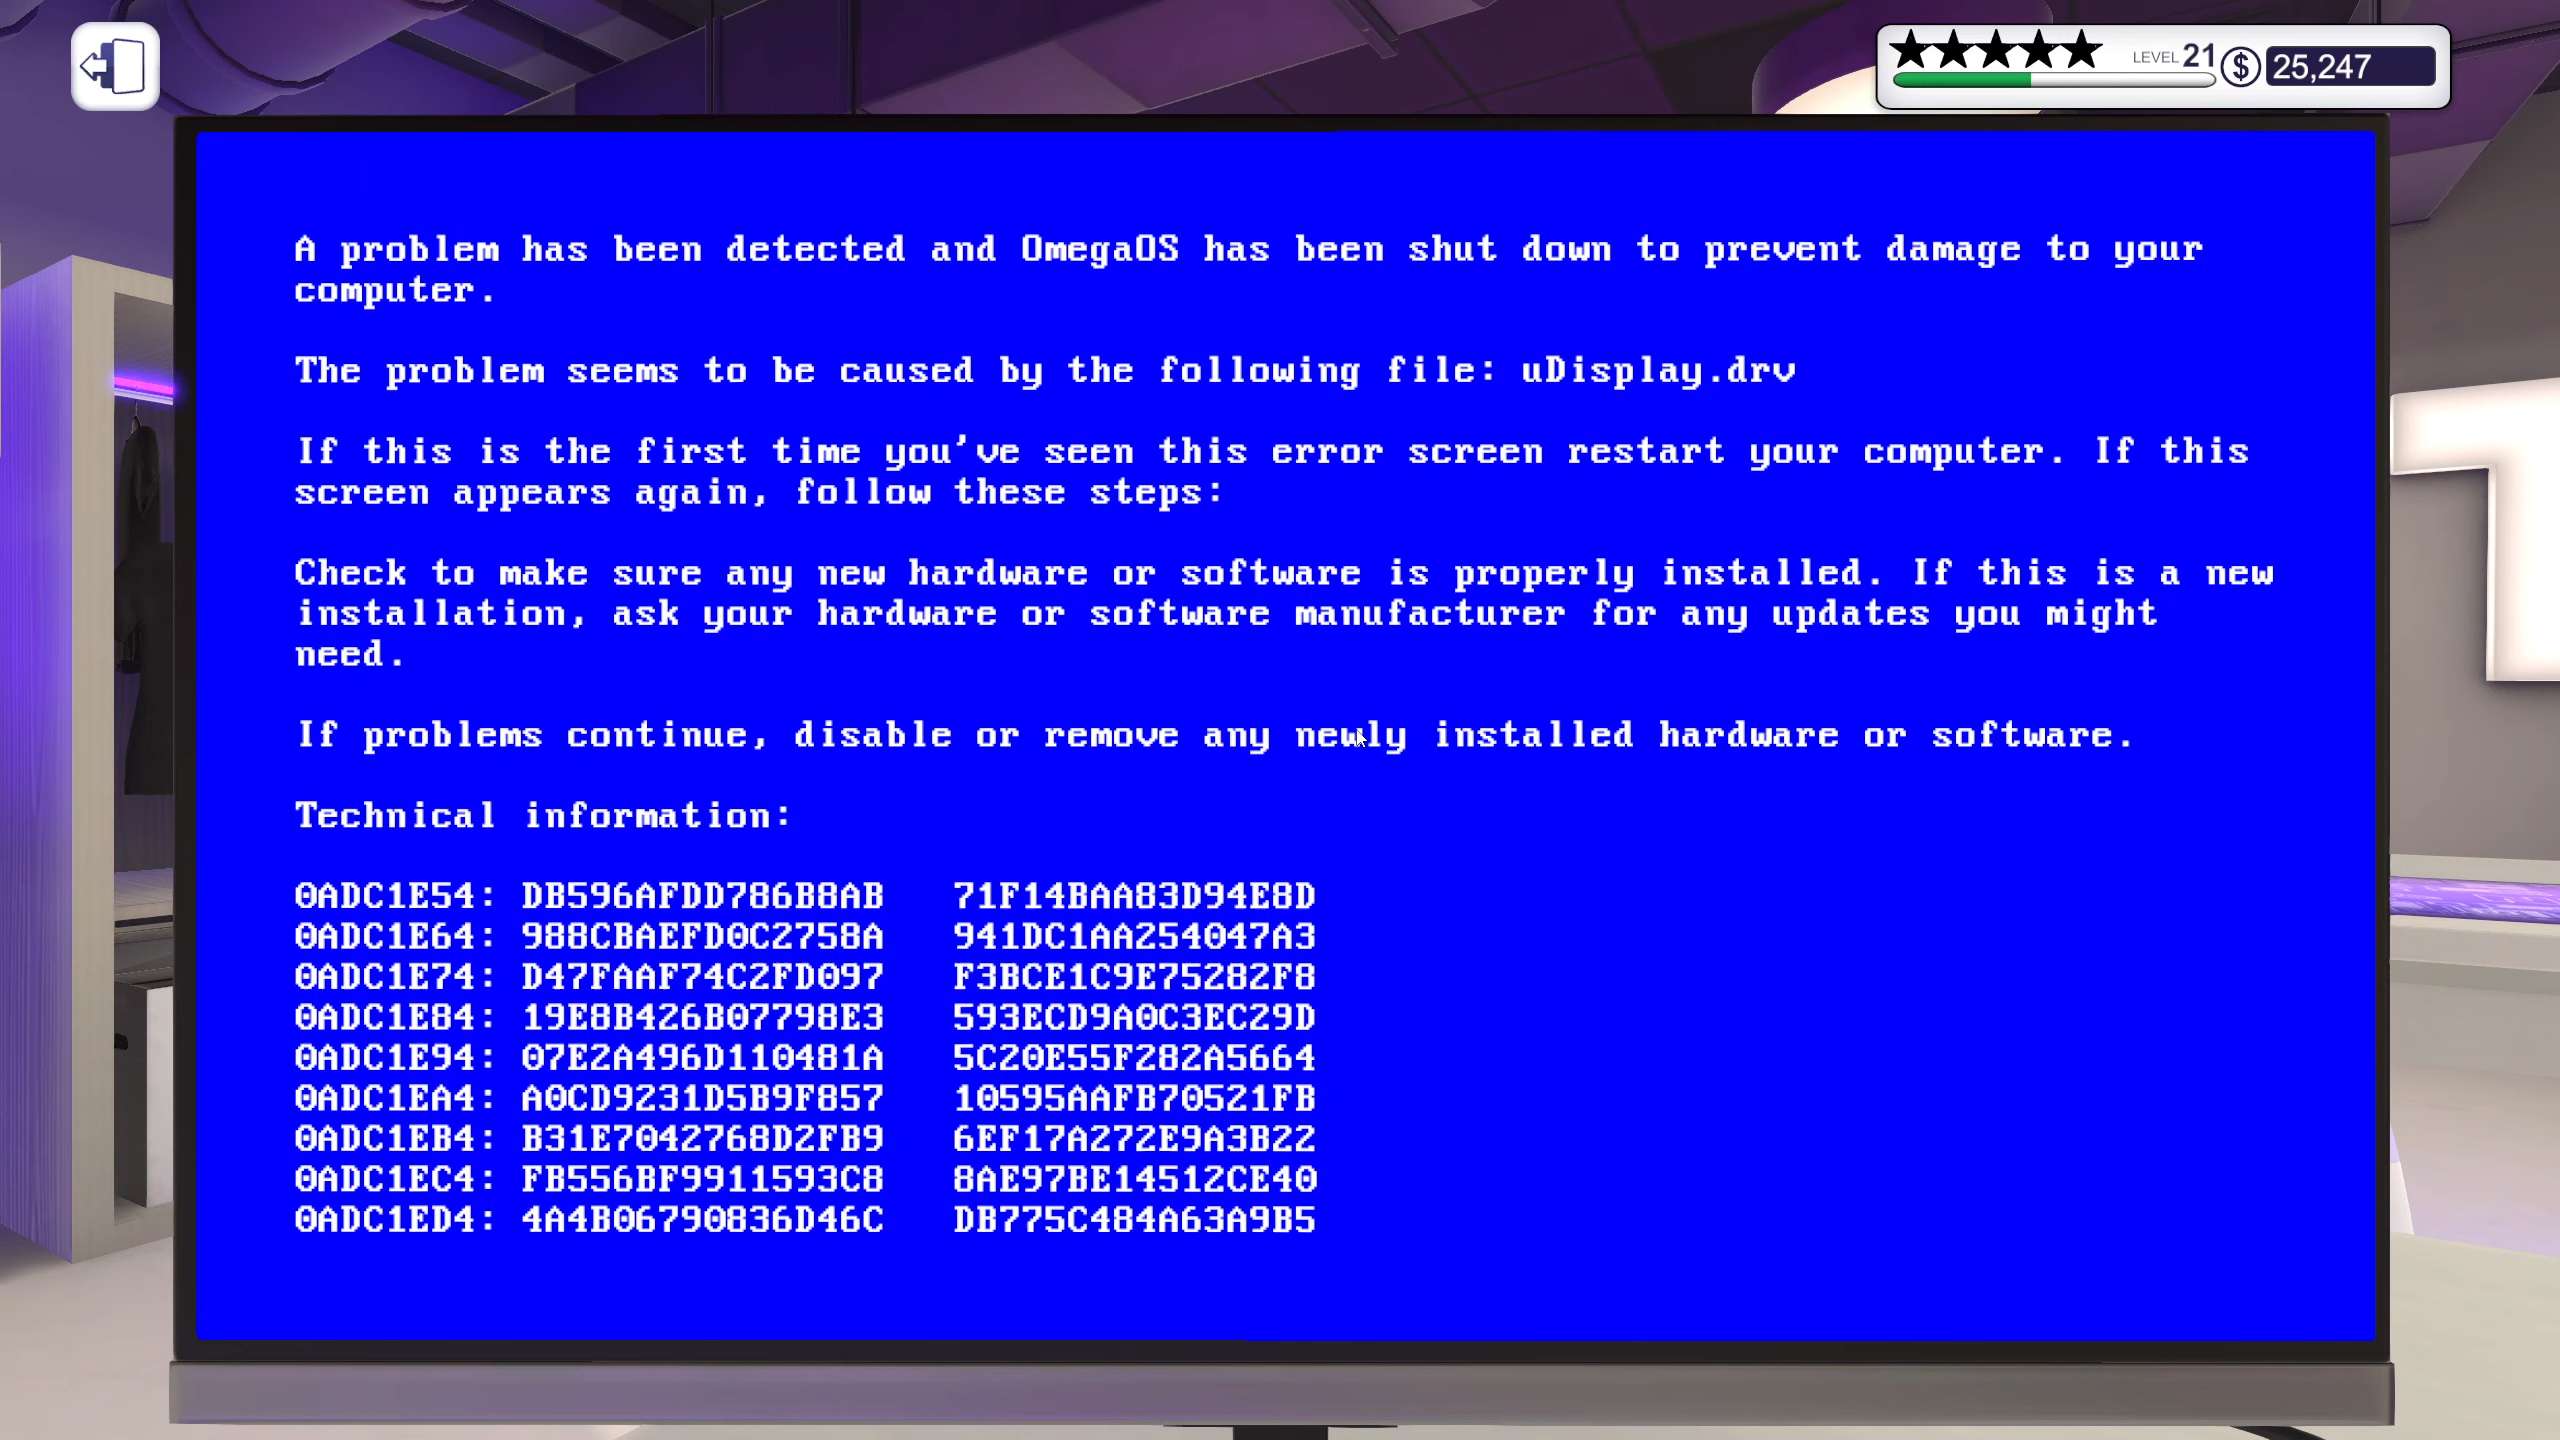 LEVEL 21 $ 25,247
A problem has been detected and OmegaOS has been shut down to prevent damage to your
computer.
The problem seems to be caused by the following file: uDisplay.drv
If this is the first time you've seen this error screen restart your computer. If this
screen appears again, follow these steps:
Check to make sure any new hardware or software is properly installed. If this is a new
installation, ask your hardware or software manufacturer for any updates you might
need.
If problems continue, disable or remove any newly installed hardware or software.
Technical information:
0ADC1E54: DB596AFDD786B8AB 71F14BAA83D94E8D
0ADC1E64: 988CBAEFD0C2758A 941DC1AA254047A3
0ADC1E74: D47FAAF74C2FD097 F3BCE1C9E75282F8
0ADC1E84: 19E8B426B07798E3 593ECD9A0C3EC29D
0ADC1E94: 07E2A496D110481A 5C20E55F282A5664
0ADC1EA4: A0CD9231D5B9F857 10595AAFB70521FB
0ADC1EB4: B31E7042768D2FB9 6EF17A272E9A3B22
0ADC1EC4: FB556BF9911593C8 8AE97BE14512CE40
0ADC1ED4: 4A4B06790836D46C DB775C484A63A9B5